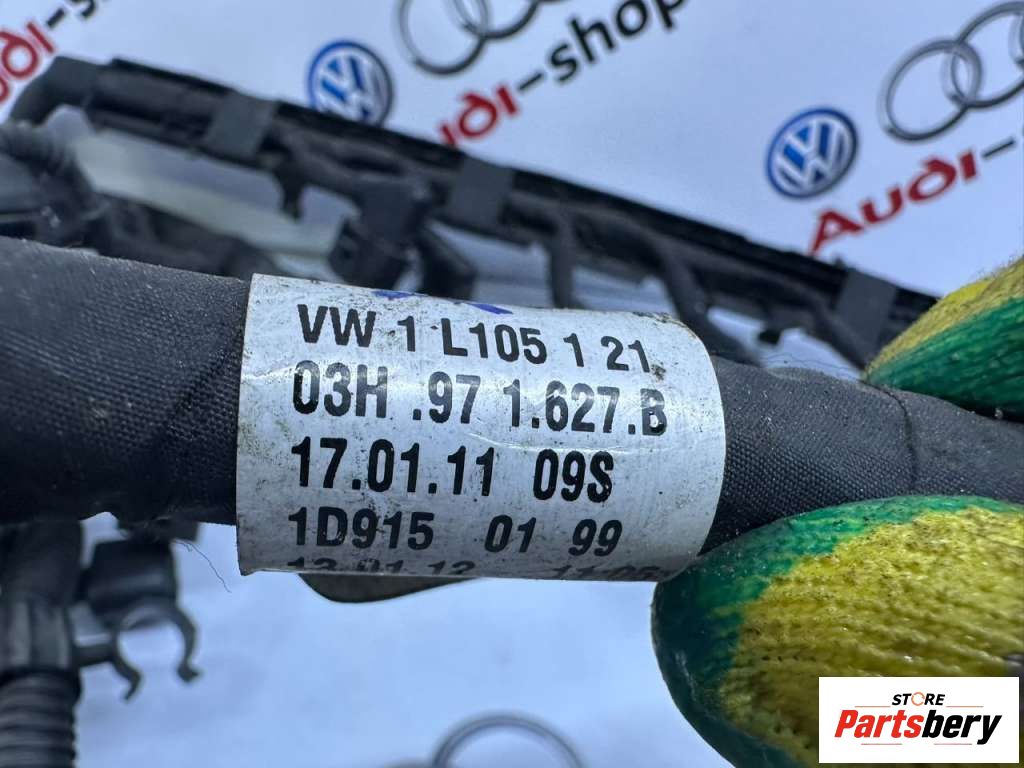 Audi-shop
Audi-shop
VW 1 L105 1 21
03H .97 1.627.B
17.01.11 09S
1D915 01 99
STORE
Partsbery